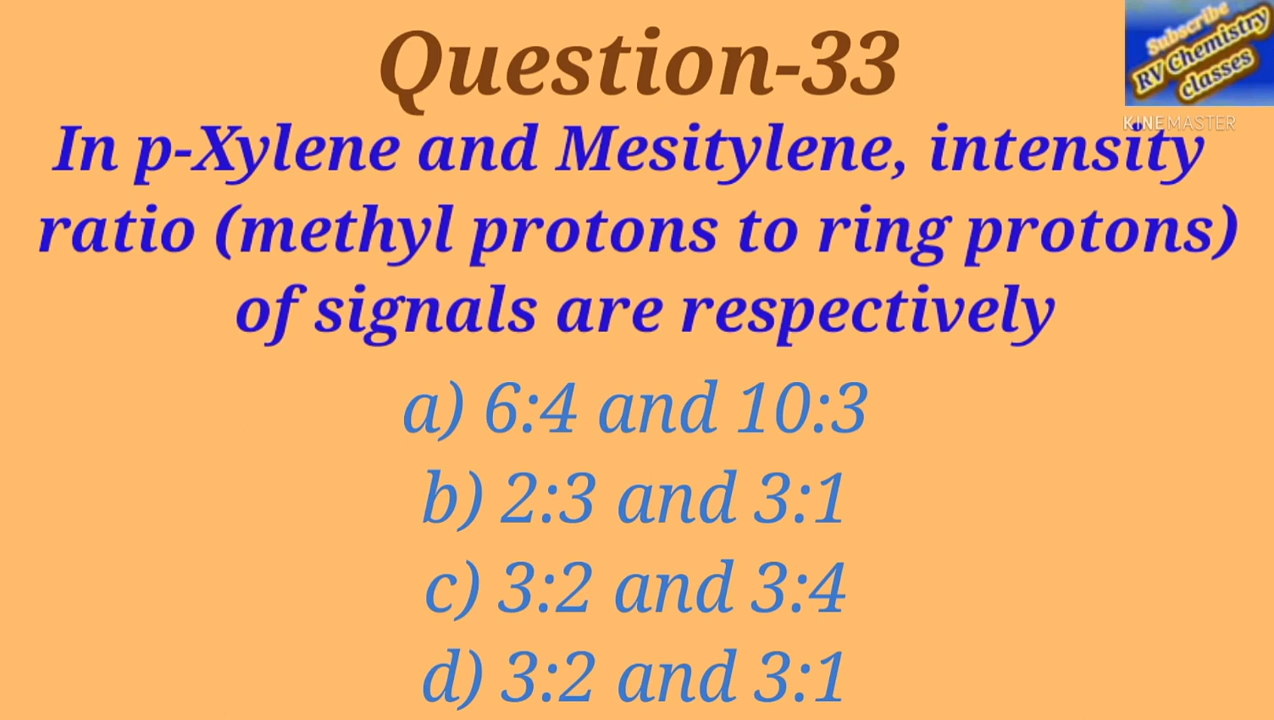 Question-33
Subscribe
RV Chemistry
classes
KINEMASTER
In p-Xylene and Mesitylene, intensity
ratio (methyl protons to ring protons)
of signals are respectively
a) 6:4 and 10:3
b) 2:3 and 3:1
c) 3:2 and 3:4
d) 3:2 and 3:1